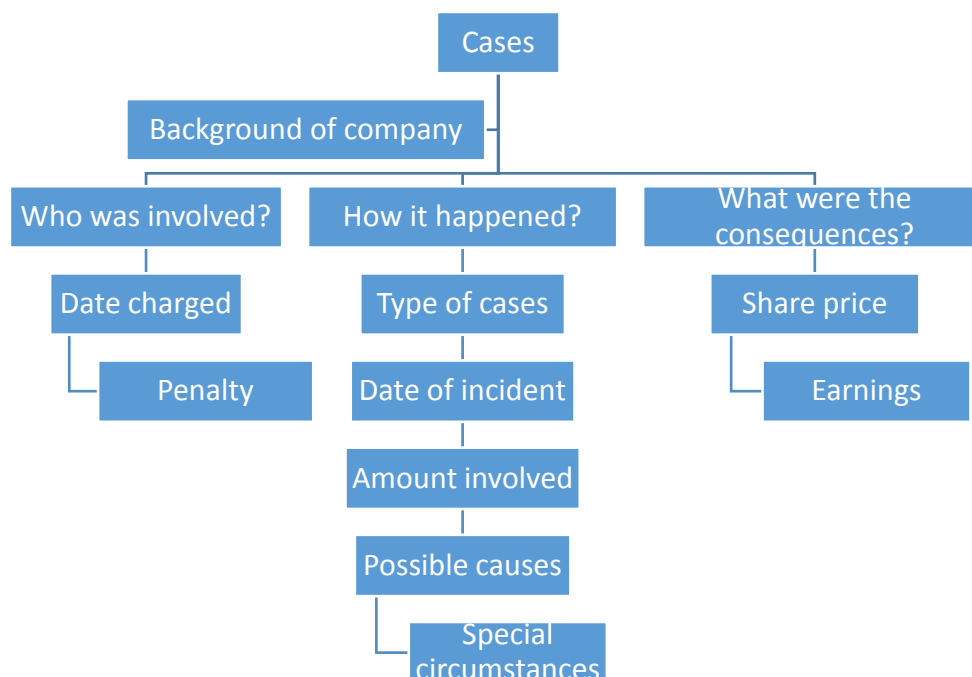 Cases
Background of company
Who was involved?
How it happened?
What were the
consequences?
Date charged
Type of cases
Share price
Penalty
Date of incident
Earnings
Amount involved
Possible causes
Special
circumstances